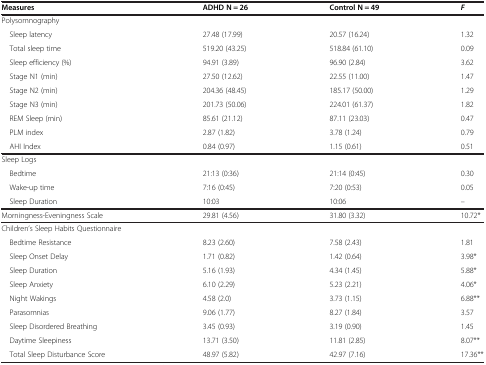 Measures ADHD N = 26 Control N = 49 F
Polysomnography
Sleep latency 27.48 (17.99) 20.57 (16.24) 1.32
Total sleep time 519.20 (43.25) 518.84 (61.10) 0.09
Sleep efficiency (%) 94.91 (3.89) 96.90 (2.84) 3.62
Stage N1 (min) 27.50 (12.62) 22.55 (11.00) 1.47
Stage N2 (min) 204.36 (48.45) 185.17 (50.00) 1.29
Stage N3 (min) 201.73 (50.06) 224.01 (61.37) 1.82
REM Sleep (min) 85.61 (21.12) 87.11 (23.03) 0.47
PLM index 2.87 (1.82) 3.78 (1.24) 0.79
AHI Index 0.84 (0.97) 1.15 (0.61) 0.51
Sleep Logs
Bedtime 21:13 (0:36) 21:14 (0:45) 0.30
Wake-up time 7:16 (0:45) 7:20 (0:53) 0.05
Sleep Duration 10:03 10:06 –
Morningness-Eveningness Scale 29.81 (4.56) 31.80 (3.32) 10.72*
Children's Sleep Habits Questionnaire
Bedtime Resistance 8.23 (2.60) 7.58 (2.43) 1.81
Sleep Onset Delay 1.71 (0.82) 1.42 (0.64) 3.98*
Sleep Duration 5.16 (1.93) 4.34 (1.45) 5.88*
Sleep Anxiety 6.10 (2.29) 5.23 (2.21) 4.06*
Night Wakings 4.58 (2.0) 3.73 (1.15) 6.88**
Parasomnias 9.06 (1.77) 8.27 (1.84) 3.57
Sleep Disordered Breathing 3.45 (0.93) 3.19 (0.90) 1.45
Daytime Sleepiness 13.71 (3.50) 11.81 (2.85) 8.07**
Total Sleep Disturbance Score 48.97 (5.82) 42.97 (7.16) 17.36**